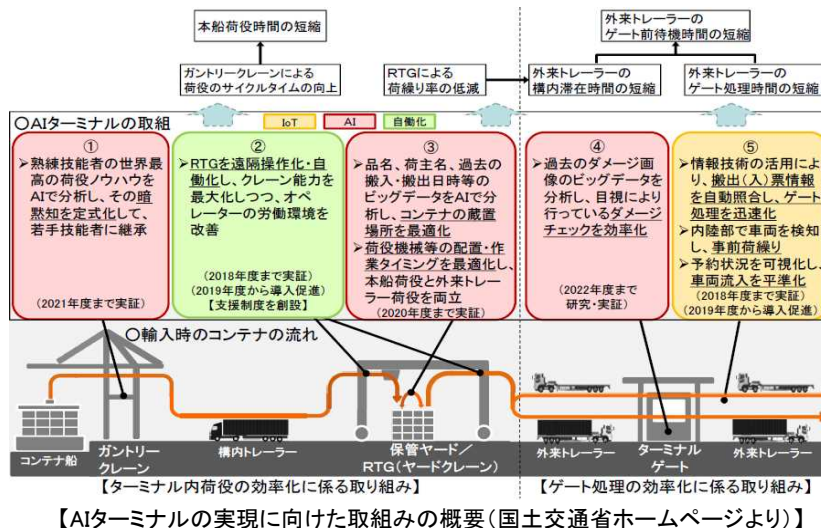 本船荷役時間の短縮
外来トレーラーの
ゲート前待機時間の短縮
ガントリークレーンによる
荷役のサイクルタイムの向上
RTGによる
荷繰り率の低減
外来トレーラーの
構内滞在時間の短縮
外来トレーラーの
ゲート処理時間の短縮
○AIターミナルの取組
IoT
AI
自働化
①
➢熟練技能者の世界最
高の荷役ノウハウを
AIで分析し、その暗
黙知を定式化して、
若手技能者に継承
(2021年度まで実証)
②
➢RTGを遠隔操作化・自
働化し、クレーン能力を
最大化しつつ、オペ
レーターの労働環境を
改善
(2018年度まで実証)
(2019年度から導入促進)
【支援制度を創設】
③
➢品名、荷主名、過去の
搬入・搬出日時等の
ビッグデータをAIで分
析し、コンテナの蔵置
場所を最適化
➢荷役機械等の配置・作
業タイミングを最適化し、
本船荷役と外来トレー
ラー荷役を両立
(2020年度まで実証)
④
➢過去のダメージ画
像のビッグデータを
分析し、目視により
行っているダメージ
チェックを効率化
(2022年度まで
研究・実証)
⑤
➢情報技術の活用によ
り、搬出(入)票情報
を自動照合し、ゲート
処理を迅速化
➢内陸部で車両を検知
し、事前荷繰り
➢予約状況を可視化し、
車両流入を平準化
(2018年度まで実証)
(2019年度から導入促進)
○輸入時のコンテナの流れ
コンテナ船
ガントリー
クレーン
構内トレーラー
保管ヤード/
RTG(ヤードクレーン)
外来トレーラー
ターミナル
ゲート
外来トレーラー
【ターミナル内荷役の効率化に係る取り組み】
【ゲート処理の効率化に係る取り組み】
【AIターミナルの実現に向けた取組みの概要(国土交通省ホームページより)】